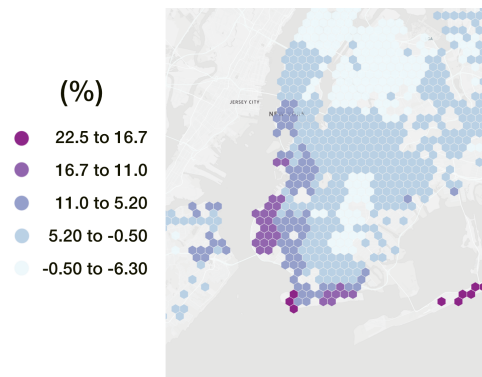 (%)
22.5 to 16.7
16.7 to 11.0
11.0 to 5.20
5.20 to -0.50
-0.50 to -6.30
JERSEY CITY